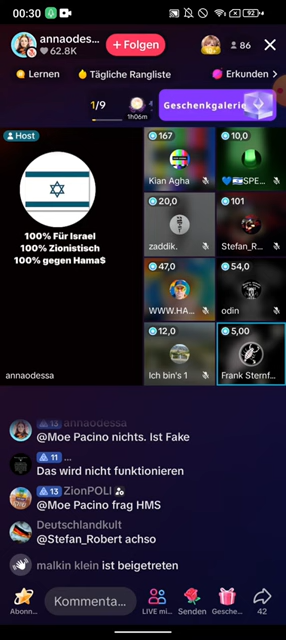 00:30
92
annaodes...
62.8K
+ Folgen
86
Lernen
Tägliche Rangliste
Erkunden
1/9
1h06m
Geschenkgalerie
Host
100% Für Israel
100% Zionistisch
100% gegen Hama$
annaodessa
167
Kian Agha
10,0
SPE...
20,0
zaddik.
101
Stefan_R...
47,0
WWW.HA...
54,0
odin
12,0
Ich bin's 1
5,00
Frank Sternf...
13 annaodessa
@Moe Pacino nichts. Ist Fake
11 ...
Das wird nicht funktionieren
13 ZionPOLI
@Moe Pacino frag HMS
Deutschlandkult
@Stefan_Robert achso
malkin klein ist beigetreten
Abonn...
Kommenta...
LIVE mi...
Senden
Gesche...
42